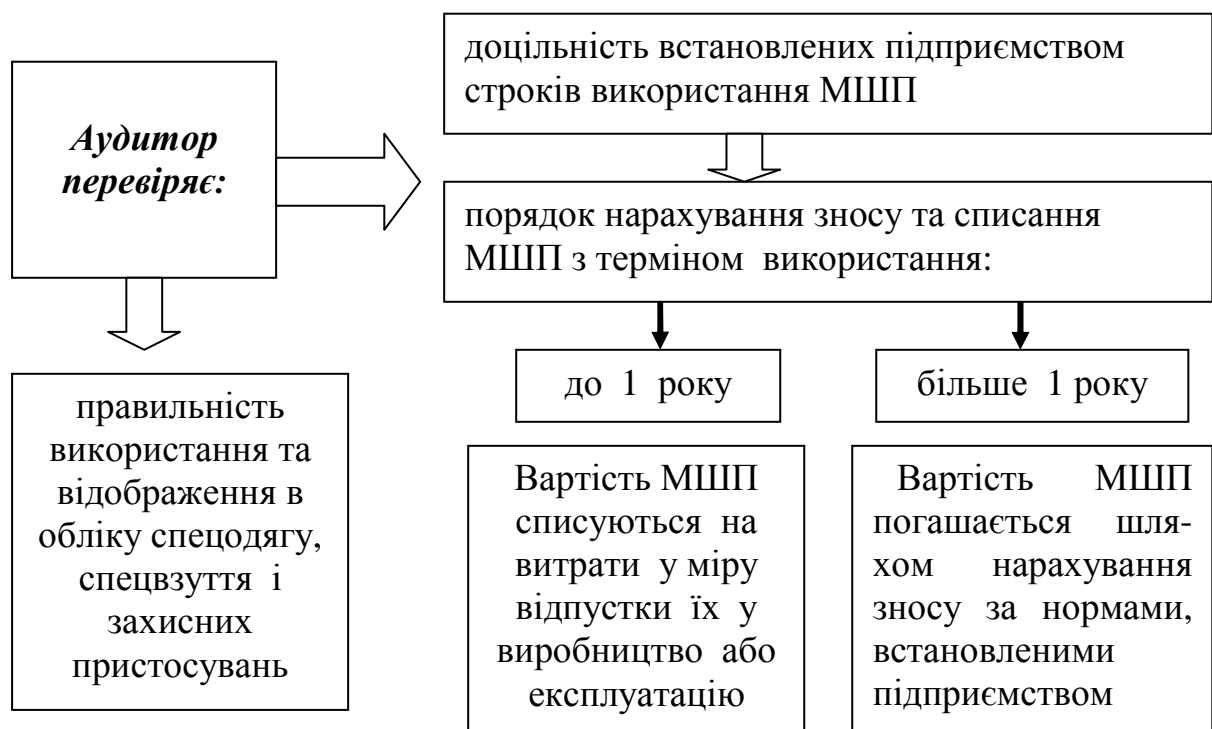 Аудитор
перевіряє:
доцільність встановлених підприємством
строків використання МШП
порядок нарахування зносу та списання
МШП з терміном використання:
до 1 року
більше 1 року
правильність
використання та
відображення в
обліку спецодягу,
спецвзуття і
захисних
пристосувань
Вартість МШП
списуються на
витрати у міру
відпустки їх у
виробництво або
експлуатацію
Вартість МШП
погашається шля-
хом нарахування
зносу за нормами,
встановленими
підприємством